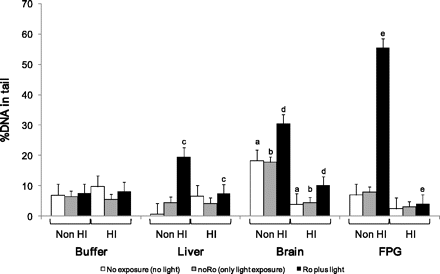 %DNA in tail
60
50
40
30
20
10
0
a
b
c
d
e
a
b
c
d
e
Non HI HI Non HI HI Non HI HI Non HI HI
Buffer Liver Brain FPG
No exposure (no light) noRo (only light exposure) Ro plus light